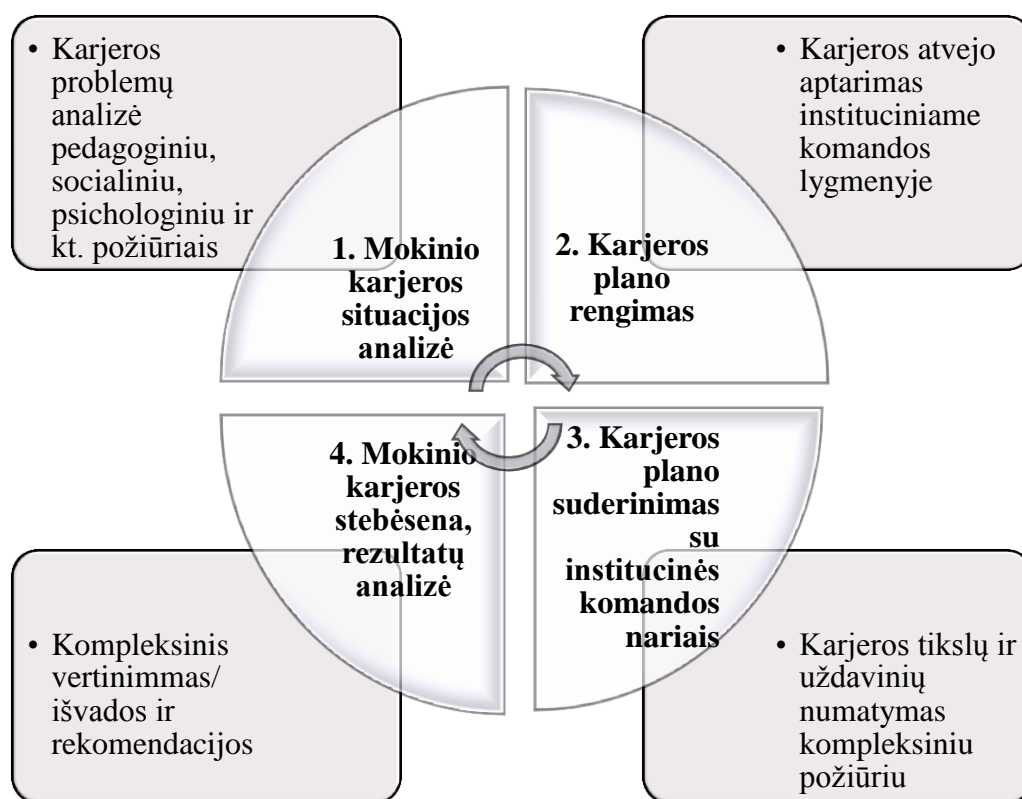 • Karjeros
problemų
analizė
pedagoginiu,
socialiniu,
psichologiniu ir
kt. požiūriais
1. Mokinio
karjeros
situacijos
analizė
• Karjeros atvejo
aptarimas
instituciniame
komandos
lygmenyje
2. Karjeros
plano
rengimas
3. Karjeros
plano
suderinimas
su
institucinės
komandos
nariais
• Karjeros tikslų ir
uždavinių
numatymas
kompleksiniu
požiūriu
4. Mokinio
karjeros
stebėsena,
rezultatų
analizė
• Kompleksinis
vertinimmas/
išvados ir
rekomendacijos